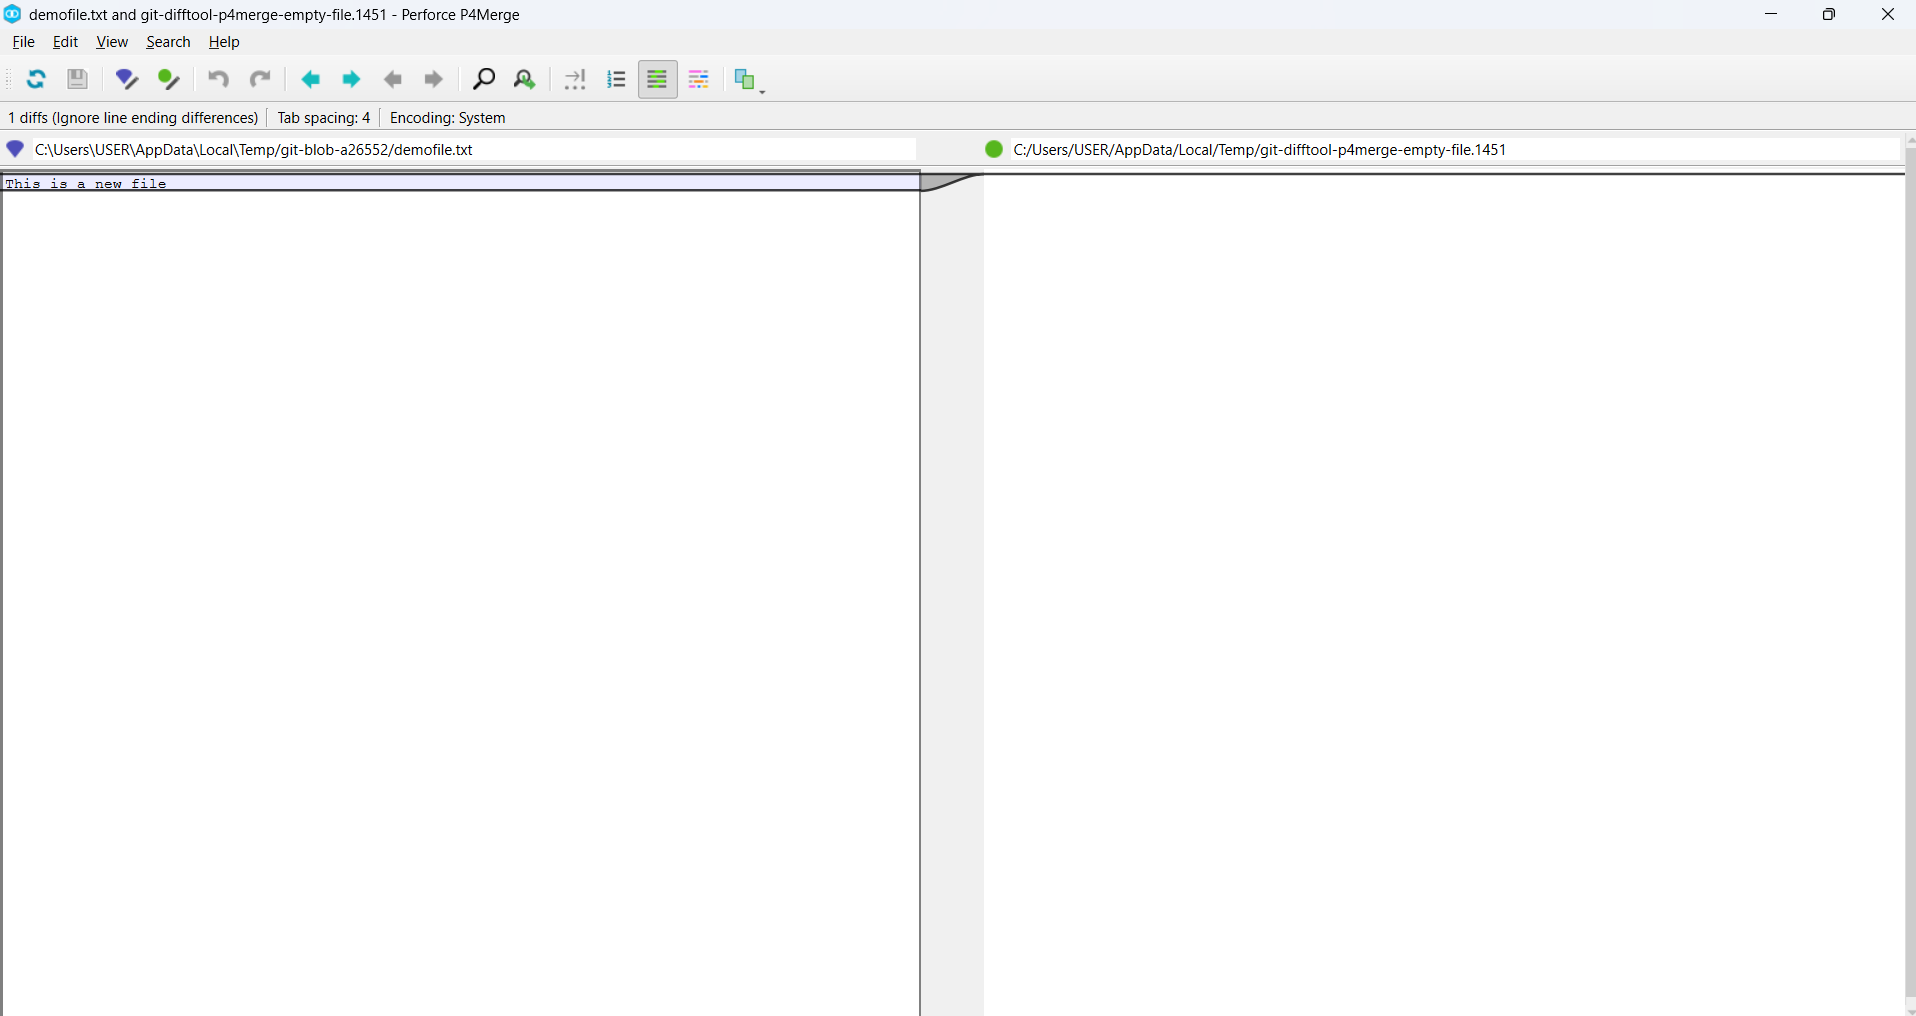 demofile.txt and git-difftool-p4merge-empty-file.1451 - Perforce P4Merge
File Edit View Search Help
1 diffs (Ignore line ending differences) Tab spacing: 4 Encoding: System
C:\Users\USER\AppData\Local\Temp/git-blob-a26552/demofile.txt C:/Users/USER/AppData/Local/Temp/git-difftool-p4merge-empty-file.1451
This is a new file